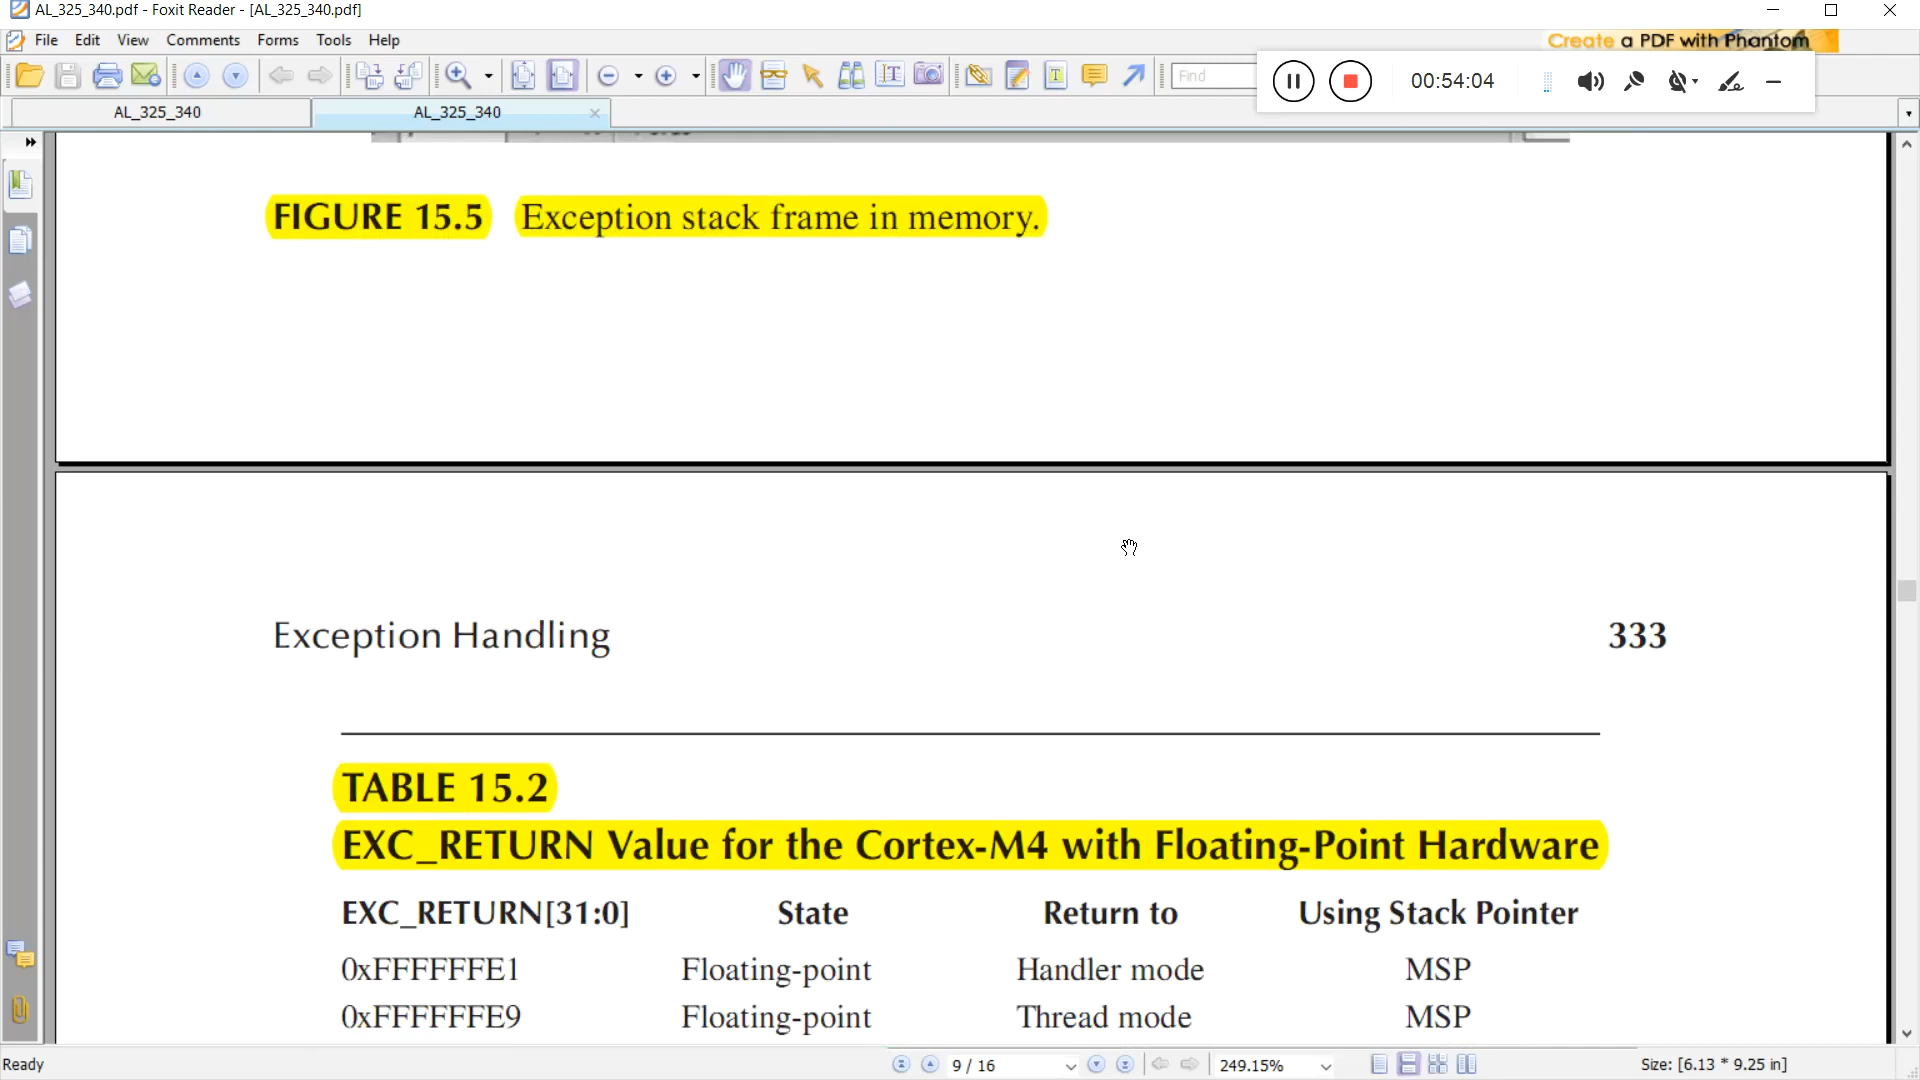 AL_325_340.pdf - Foxit Reader - [AL_325_340.pdf]
File Edit View Comments Forms Tools Help
Create a PDF with Phantom
Find
00:54:04
AL_325_340
AL_325_340
FIGURE 15.5 Exception stack frame in memory.
Exception Handling 333
TABLE 15.2
EXC_RETURN Value for the Cortex-M4 with Floating-Point Hardware
EXC_RETURN[31:0] State Return to Using Stack Pointer
0xFFFFFFE1 Floating-point Handler mode MSP
0xFFFFFFE9 Floating-point Thread mode MSP
Ready 9 / 16 249.15% Size: [6.13 * 9.25 in]